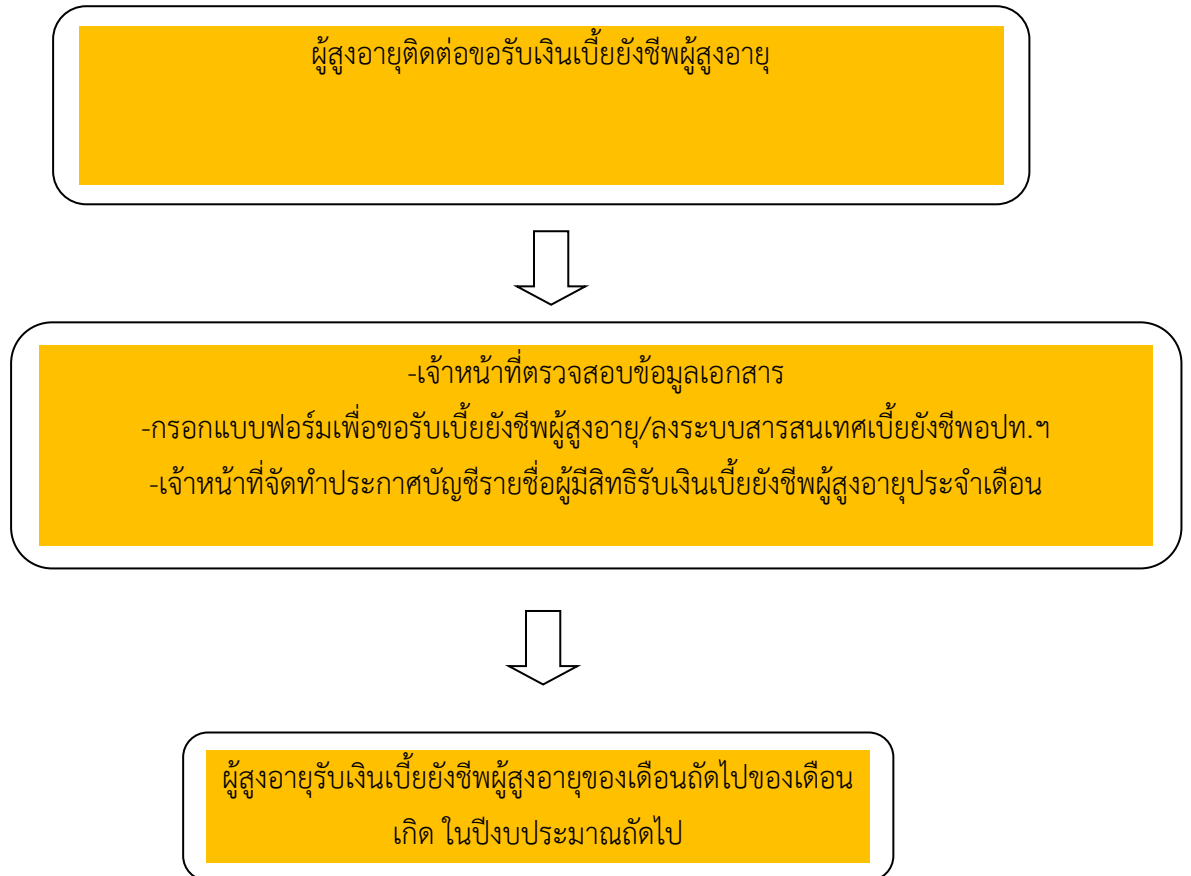 ผู้สูงอายุติดต่อขอรับเงินเบี้ยยังชีพผู้สูงอายุ
-เจ้าหน้าที่ตรวจสอบข้อมูลเอกสาร
-กรอกแบบฟอร์มเพื่อขอรับเบี้ยยังชีพผู้สูงอายุ/ลงระบบสารสนเทศเบี้ยยังชีพอปท.ฯ
-เจ้าหน้าที่จัดทำประกาศบัญชีรายชื่อผู้มีสิทธิรับเงินเบี้ยยังชีพผู้สูงอายุประจำเดือน
ผู้สูงอายุรับเงินเบี้ยยังชีพผู้สูงอายุของเดือนถัดไปของเดือน
เกิด ในปีงบประมาณถัดไป